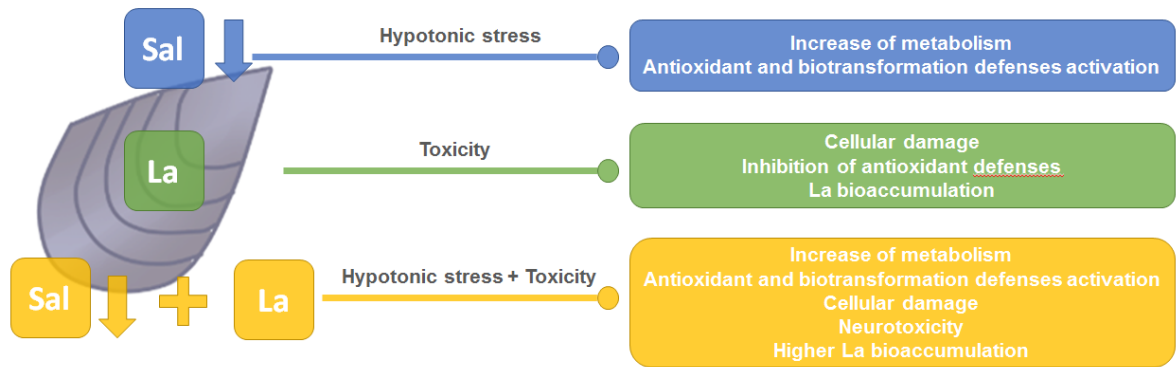 Sal
Hypotonic stress
Increase of metabolism
Antioxidant and biotransformation defenses activation
La
Toxicity
Cellular damage
Inhibition of antioxidant defenses
La bioaccumulation
Sal
+
La
Hypotonic stress + Toxicity
Increase of metabolism
Antioxidant and biotransformation defenses activation
Cellular damage
Neurotoxicity
Higher La bioaccumulation